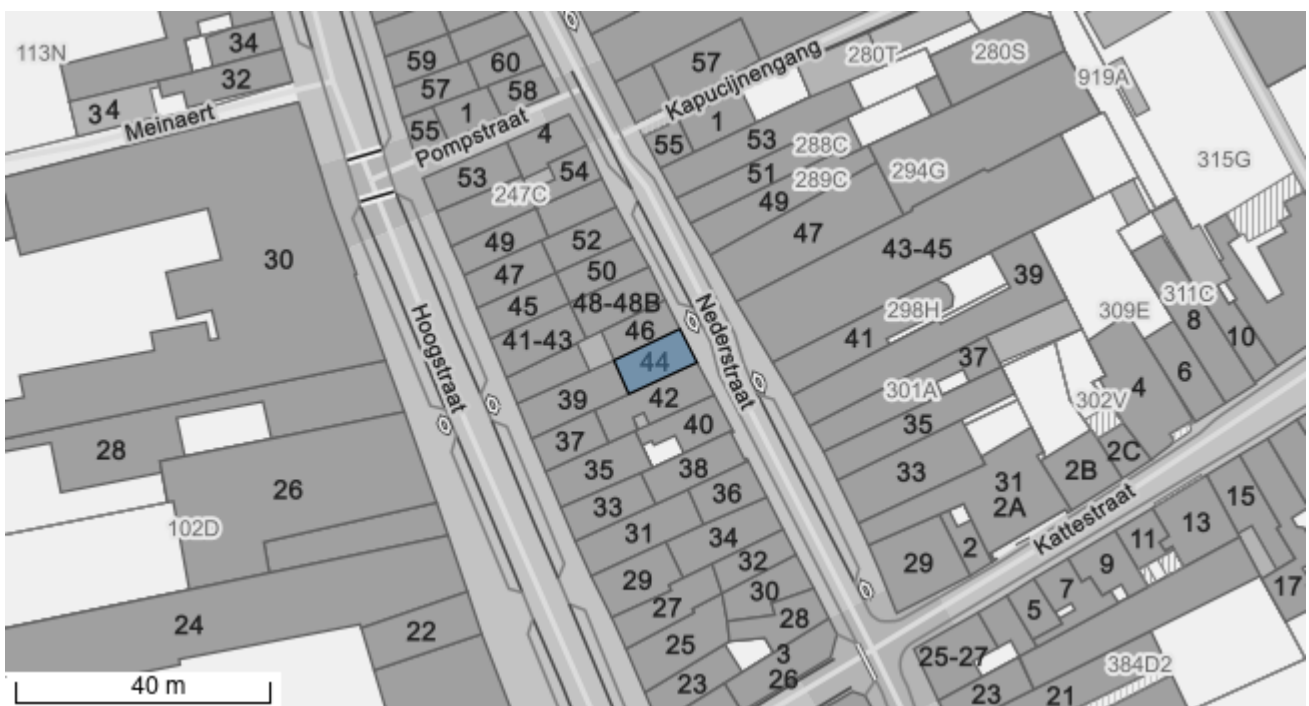 113N
34
32
34
Meinaert
59
60
57
58
1
55
Pompstraat
4
53
54
247C
57
Kapucijnengang
280T
280S
919A
55
1
53
288C
51
289C
49
294G
315G
47
43-45
30
49
52
47
50
45
48-48B
41-43
46
44
Hoogstraat
Nederstraat
39
298H
309E
311C
41
8
10
37
301A
302V
6
4
35
39
42
37
40
28
26
35
38
33
31
2A
2B
2C
33
36
102D
31
34
Kattestraat
15
13
11
29
32
29
2
9
7
27
30
5
17
24
22
25
28
3
25-27
384D2
23
26
23
21
40 m